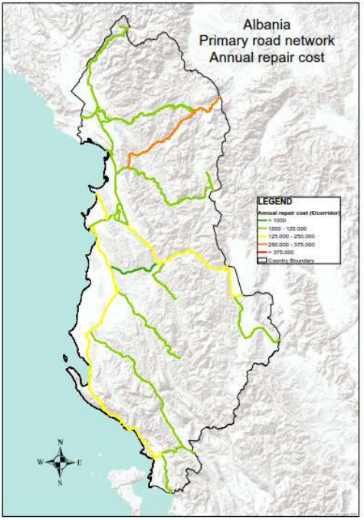 Albania
Primary road network
Annual repair cost
LEGEND
Annual repair cost (€/corridor)
< 1000
1000 - 125.000
125.000 - 250.000
250.000 - 375.000
> 375.000
Country Boundary
N
W E
S